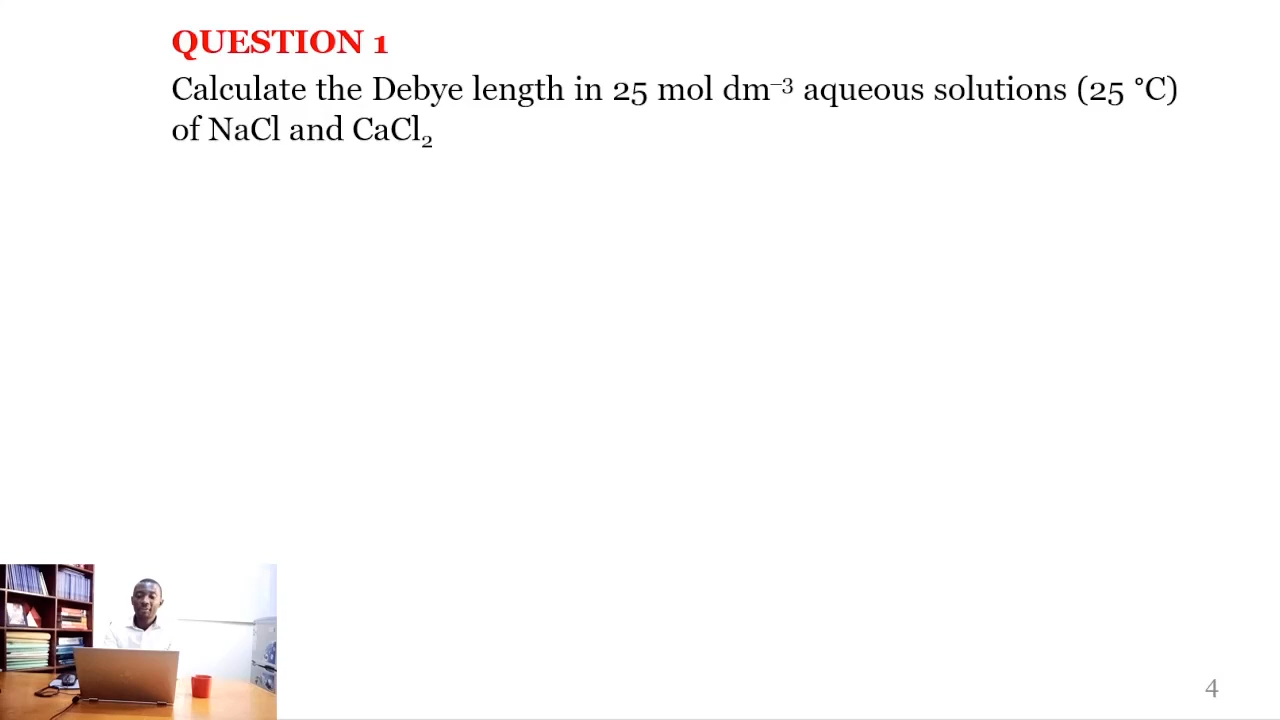 QUESTION 1
Calculate the Debye length in 25 mol dm⁻³ aqueous solutions (25 °C)
of NaCl and CaCl₂
4